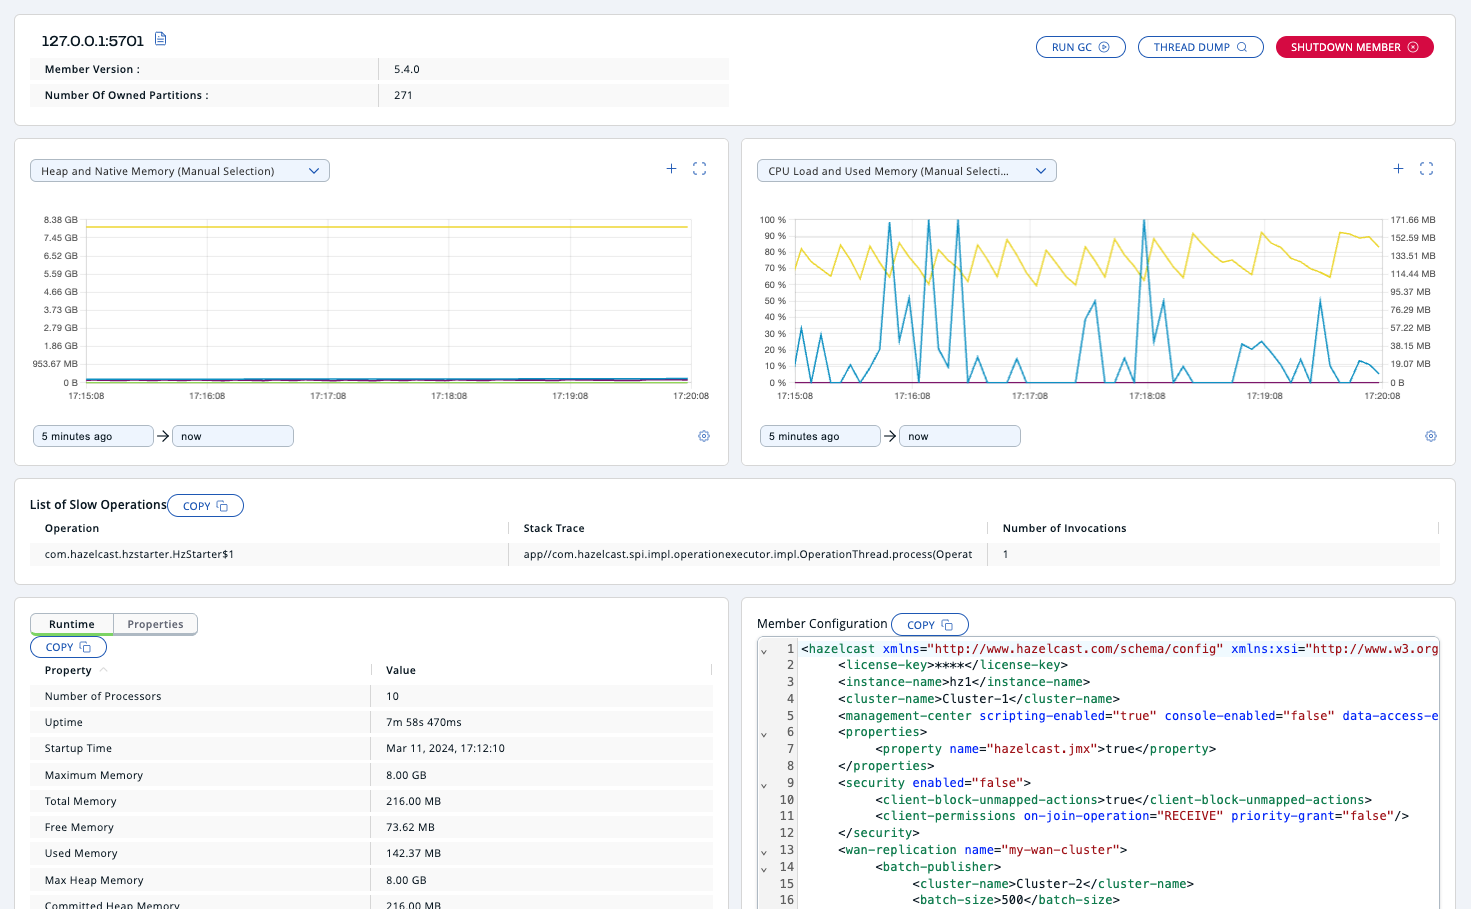 127.0.0.1:5701
RUN GC
THREAD DUMP
SHUTDOWN MEMBER
Member Version :
5.4.0
Number Of Owned Partitions :
271
Heap and Native Memory (Manual Selection)
8.38 GB
7.45 GB
6.52 GB
5.59 GB
4.66 GB
3.73 GB
2.79 GB
1.86 GB
953.67 MB
0 B
17:15:08
17:16:08
17:17:08
17:18:08
17:19:08
17:20:08
5 minutes ago
now
CPU Load and Used Memory (Manual Selecti...
100 %
90 %
80 %
70 %
60 %
50 %
40 %
30 %
20 %
10 %
0 %
171.66 MB
152.59 MB
133.51 MB
114.44 MB
95.37 MB
76.29 MB
57.22 MB
38.15 MB
19.07 MB
0 B
17:15:08
17:16:08
17:17:08
17:18:08
17:19:08
17:20:08
5 minutes ago
now
List of Slow Operations
COPY
Operation
Stack Trace
Number of Invocations
com.hazelcast.hzstarter.HzStarter$1
app//com.hazelcast.spi.impl.operationexecutor.impl.OperationThread.process(Operat
1
Runtime
Properties
COPY
Property
Value
Number of Processors
10
Uptime
7m 58s 470ms
Startup Time
Mar 11, 2024, 17:12:10
Maximum Memory
8.00 GB
Total Memory
216.00 MB
Free Memory
73.62 MB
Used Memory
142.37 MB
Max Heap Memory
8.00 GB
Committed Heap Memory
216.00 MB
Member Configuration
COPY
1 <hazelcast xmlns="http://www.hazelcast.com/schema/config" xmlns:xsi="http://www.w3.org
2 <license-key>****</license-key>
3 <instance-name>hz1</instance-name>
4 <cluster-name>Cluster-1</cluster-name>
5 <management-center scripting-enabled="true" console-enabled="false" data-access-e
6 <properties>
7 <property name="hazelcast.jmx">true</property>
8 </properties>
9 <security enabled="false">
10 <client-block-unmapped-actions>true</client-block-unmapped-actions>
11 <client-permissions on-join-operation="RECEIVE" priority-grant="false"/>
12 </security>
13 <wan-replication name="my-wan-cluster">
14 <batch-publisher>
15 <cluster-name>Cluster-2</cluster-name>
16 <batch-size>500</batch-size>